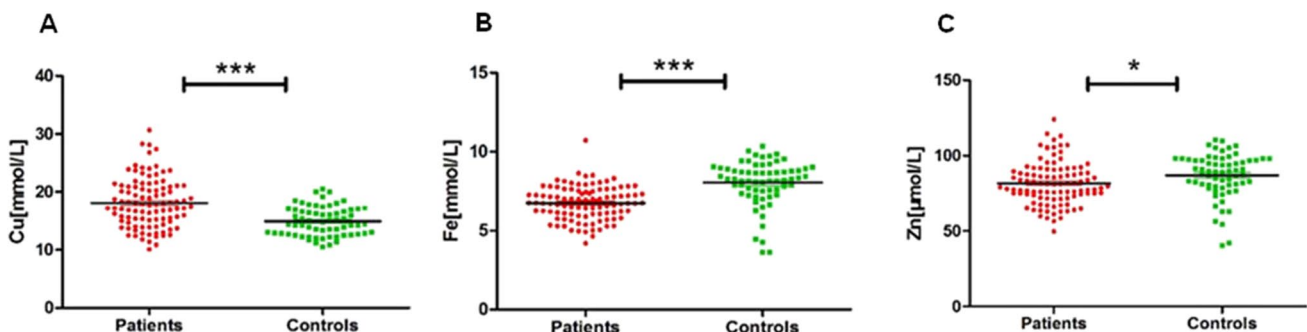 A
B
C
***
***
*
Cu[mmol/L]
40
30
20
10
0
Patients
Controls
Fe[mmol/L]
15
10
5
0
Patients
Controls
Zn[µmol/L]
150
100
50
0
Patients
Controls